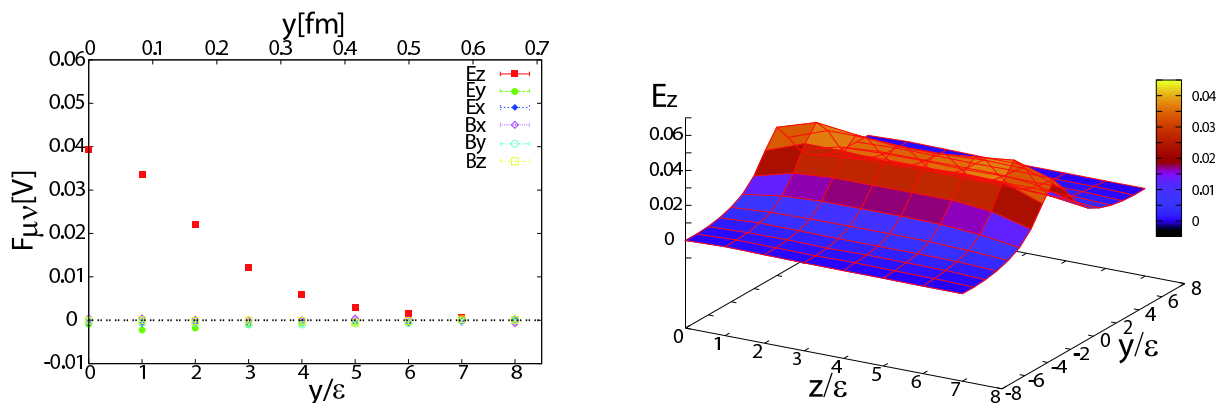 y[fm]
0 0.1 0.2 0.3 0.4 0.5 0.6 0.7
0.06
0.05
0.04
0.03
0.02
0.01
0
-0.01
F_μν[V]
Ez
Ey
Ex
Bx
By
Bz
0 1 2 3 4 5 6 7 8
y/ε
Ez
0.06
0.04
0.02
0
0 1 2 3 4 5 6 7 8
z/ε
-8 -6 -4 -2 0 2 4 6 8
y/ε
0.04
0.03
0.02
0.01
0